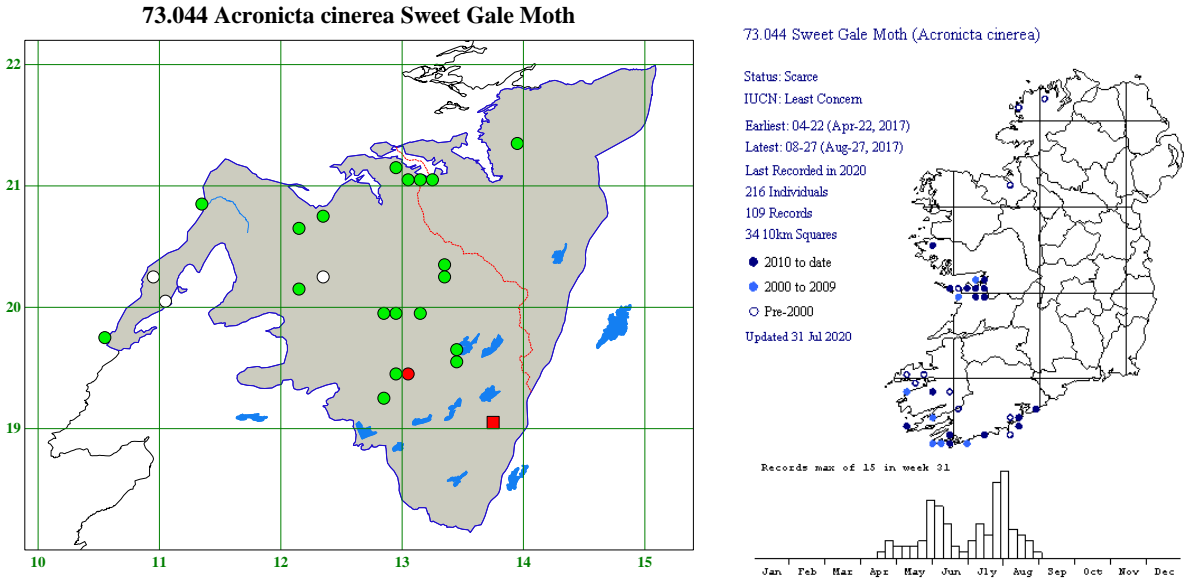 73.044 Acronicta cinerea Sweet Gale Moth
22
21
20
19
10 11 12 13 14 15
73.044 Sweet Gale Moth (Acronicta cinerea)
Status: Scarce
IUCN: Least Concern
Earliest: 04-22 (Apr-22, 2017)
Latest: 08-27 (Aug-27, 2017)
Last Recorded in 2020
216 Individuals
109 Records
34 10km Squares
2010 to date
2000 to 2009
Pre-2000
Updated 31 Jul 2020
Records max of 15 in week 31
Jan Feb Mar Apr May Jun Jly Aug Sep Oct Nov Dec